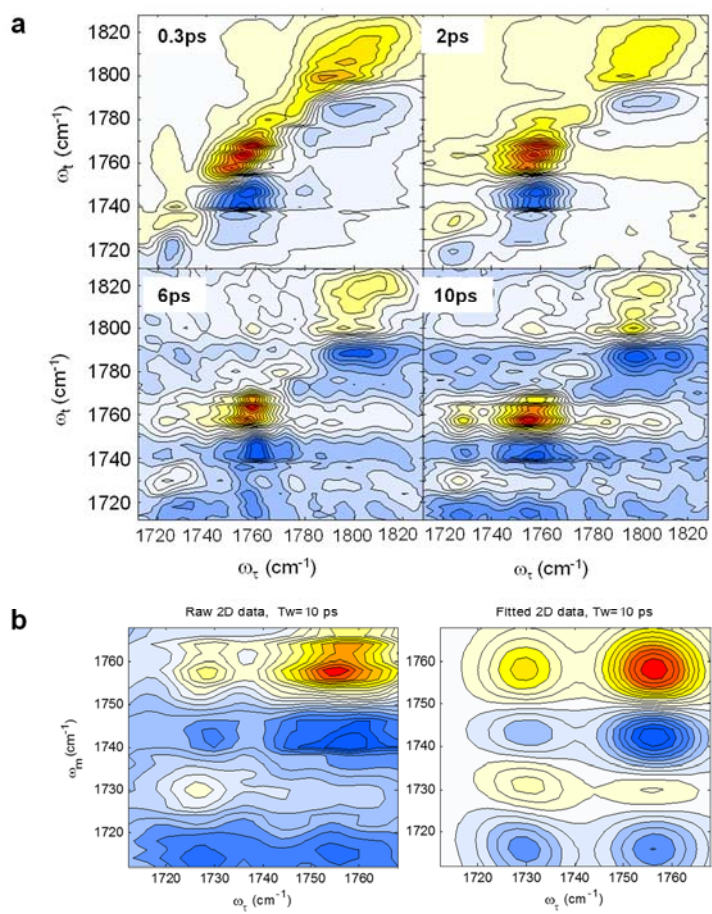 a
0.3ps
2ps
1820
1800
1780
1760
1740
1720
ωt (cm-1)
6ps
10ps
1820
1800
1780
1760
1740
1720
ωt (cm-1)
1720 1740 1760 1780 1800 1820 1720 1740 1760 1780 1800 1820
ωτ (cm-1) ωτ (cm-1)
b
Raw 2D data, Tw= 10 ps Fitted 2D data, Tw= 10 ps
1760
1750
1740
1730
1720
ωm(cm-1)
1760
1750
1740
1730
1720
1720 1730 1740 1750 1760 1720 1730 1740 1750 1760
ωτ (cm-1) ωτ (cm-1)